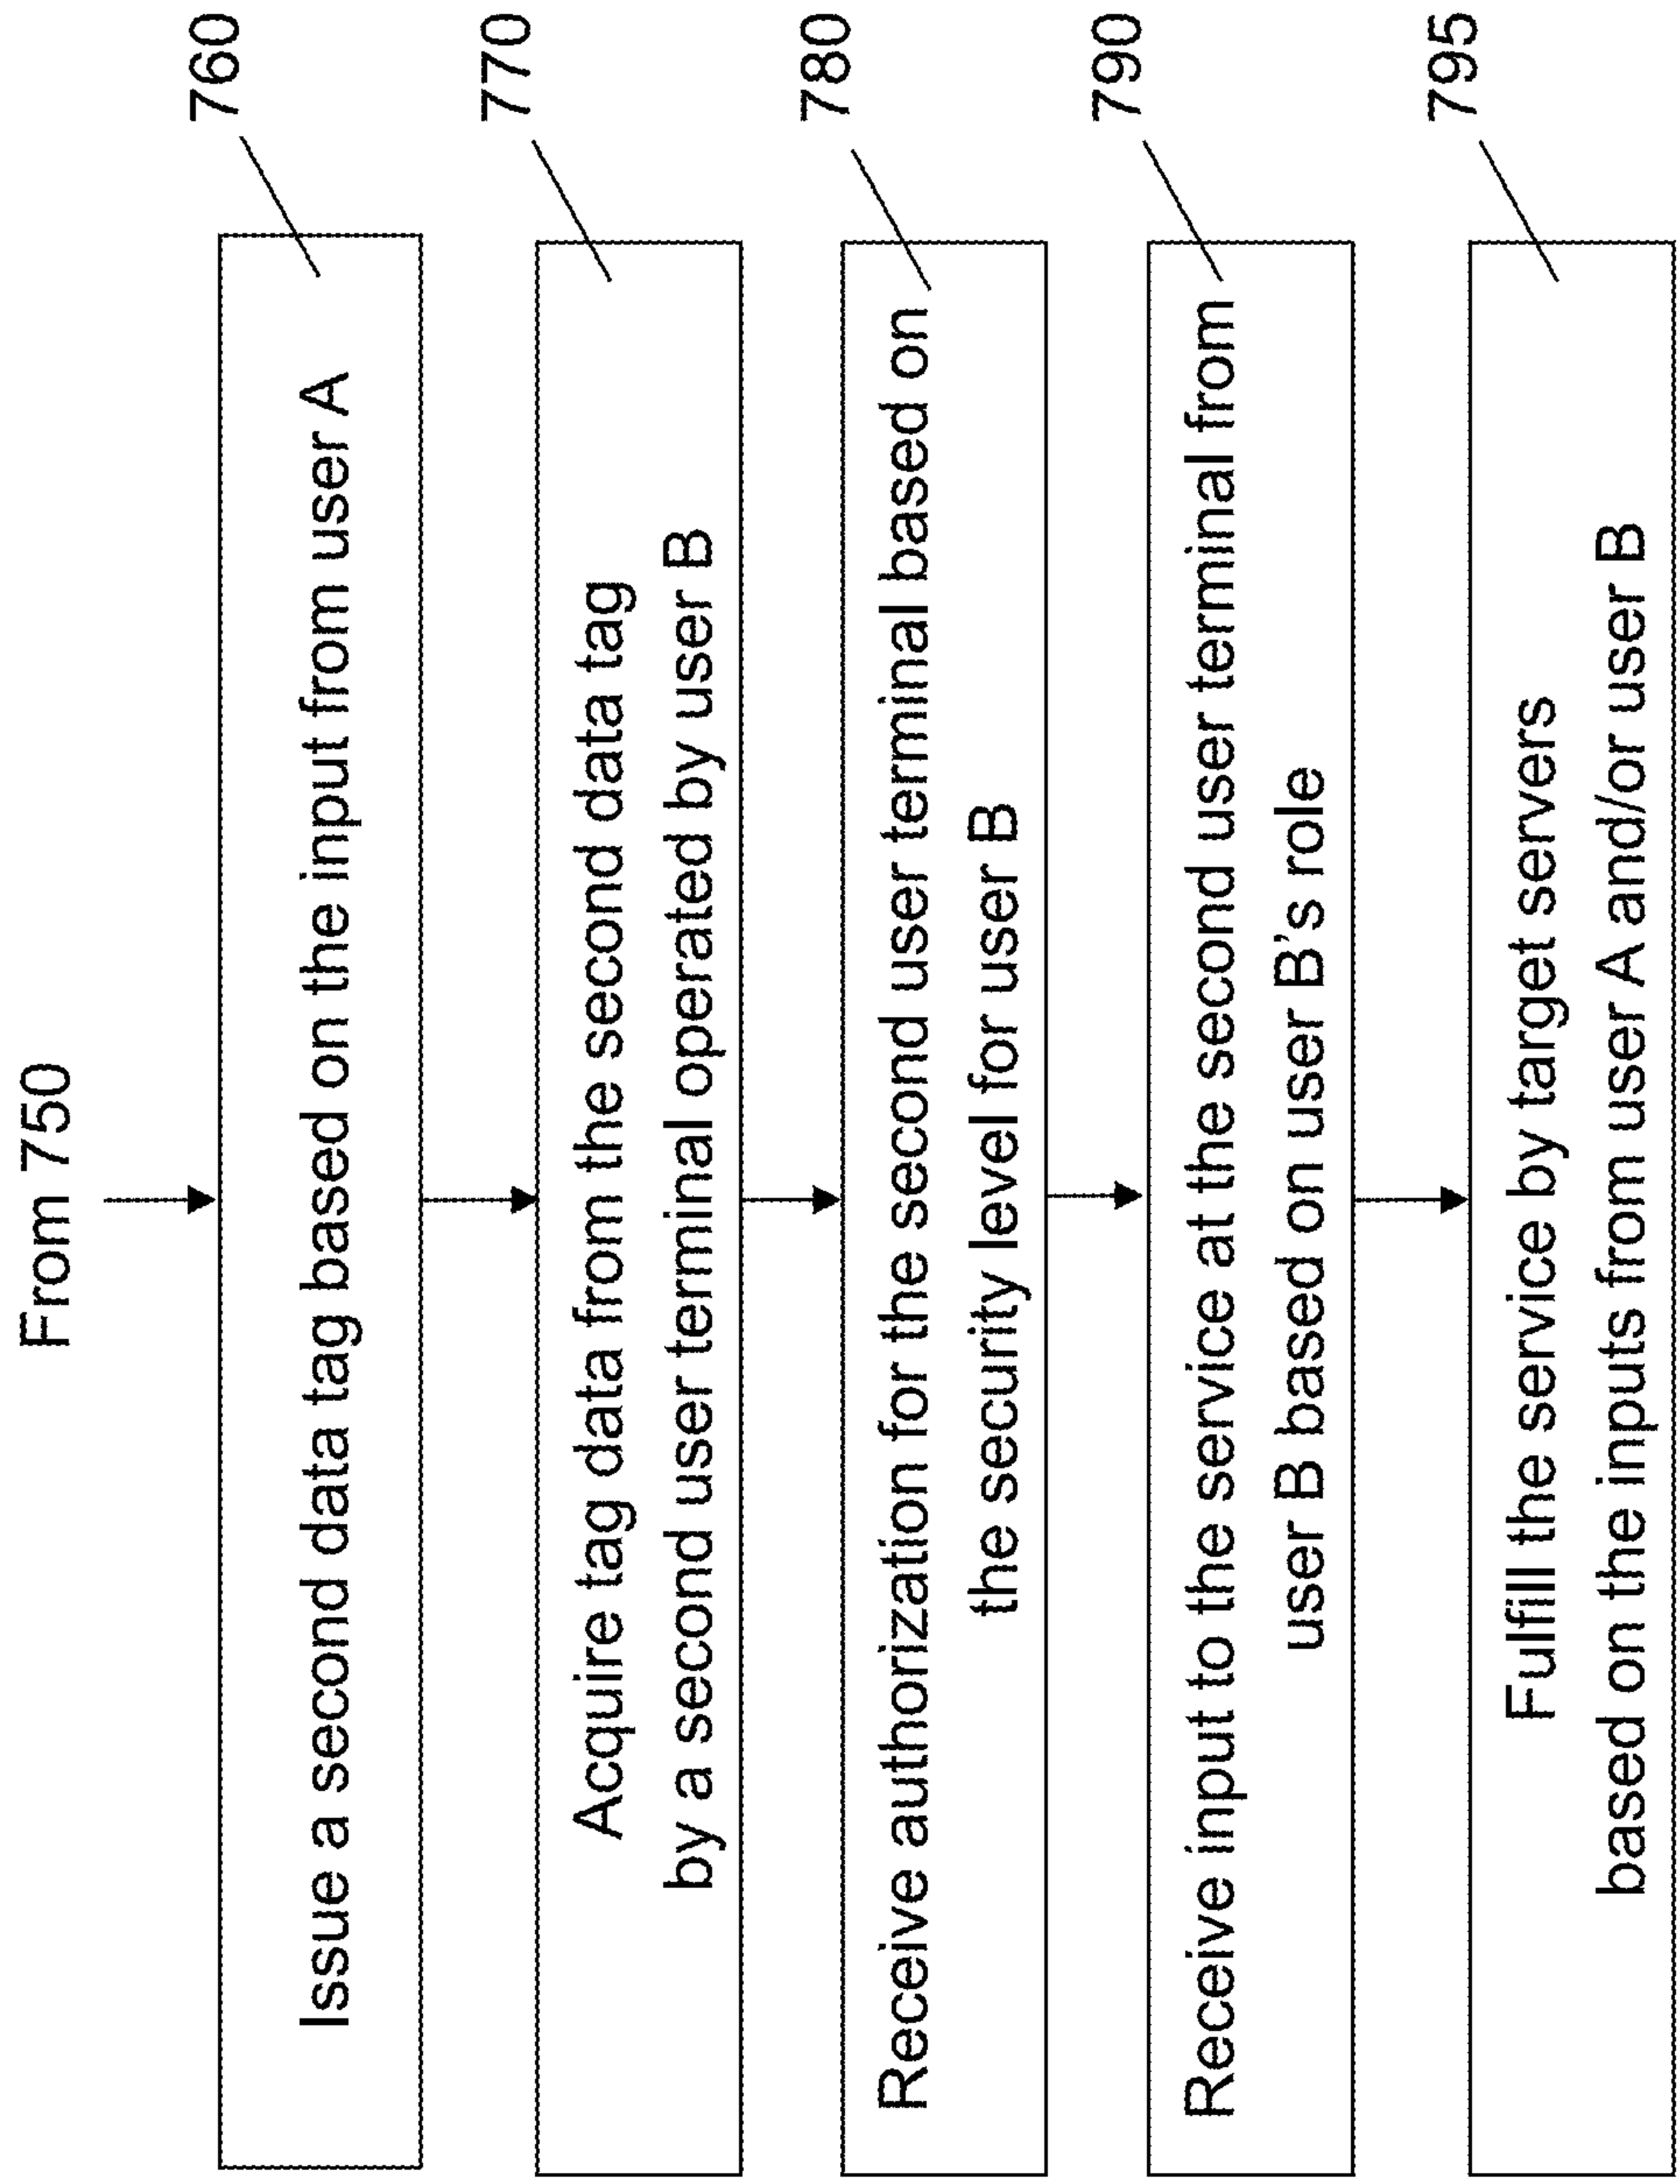 From 750
760
Issue a second data tag based on the input from user A
770
Acquire tag data from the second data tag
by a second user terminal operated by user B
780
Receive authorization for the second user terminal based on
the security level for user B
790
Receive input to the service at the second user terminal from
user B based on user B's role
795
Fulfill the service by target servers
based on the inputs from user A and/or user B